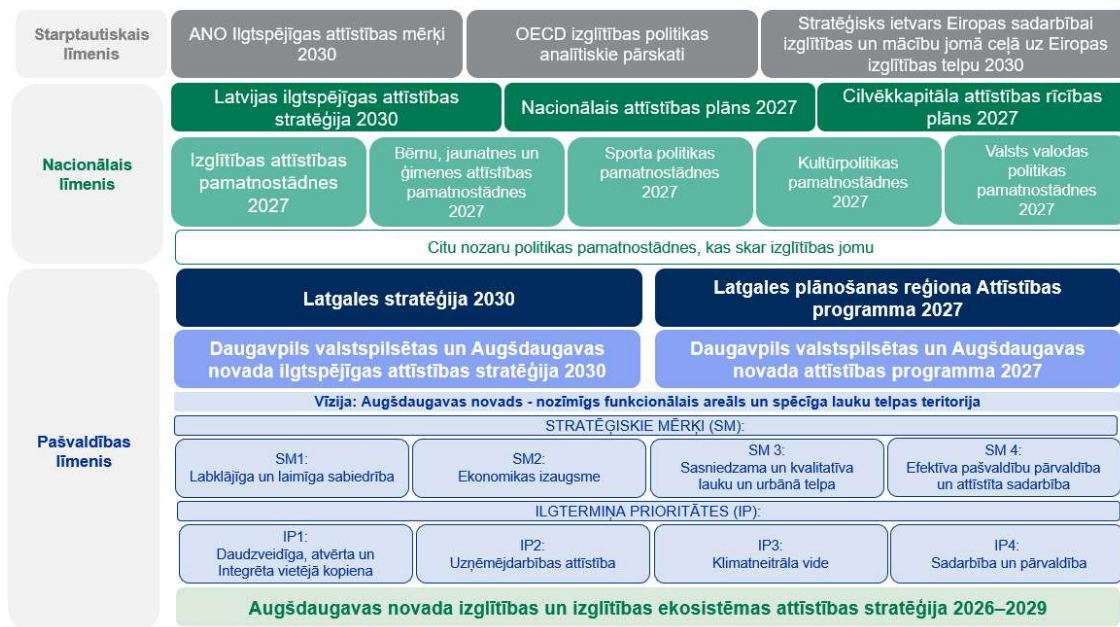 Starptautiskais
līmenis
ANO Ilgtspējīgas attīstības mērķi
2030
OECD izglītības politikas
analītiskie pārskati
Stratēģisks ietvars Eiropas sadarbībai
izglītības un mācību jomā ceļā uz Eiropas
izglītības telpu 2030
Nacionālais
līmenis
Latvijas ilgtspējīgas attīstības
stratēģija 2030
Nacionālais attīstības plāns 2027
Cilvēkkapitāla attīstības rīcības
plāns 2027
Izglītības attīstības
pamatnostādnes
2027
Bērnu, jaunatnes un
ģimenes attīstības
pamatnostādnes
2027
Sporta politikas
pamatnostādnes
2027
Kultūrpolitikas
pamatnostādnes
2027
Valsts valodas
politikas
pamatnostādnes
2027
Citu nozaru politikas pamatnostādnes, kas skar izglītības jomu
Pašvaldības
līmenis
Latgales stratēģija 2030
Latgales plānošanas reģiona Attīstības
programma 2027
Daugavpils valstspilsētas un Augšdaugavas
novada ilgtspējīgas attīstības stratēģija 2030
Daugavpils valstspilsētas un Augšdaugavas
novada attīstības programma 2027
Vīzija: Augšdaugavas novads - nozīmīgs funkcionālais areāls un spēcīga lauku telpas teritorija
STRATĒĢISKIE MĒRĶI (SM):
SM1:
Labklājīga un laimīga sabiedrība
SM2:
Ekonomikas izaugsme
SM 3:
Sasniedzama un kvalitatīva
lauku un urbānā telpa
SM 4:
Efektīva pašvaldību pārvaldība
un attīstīta sadarbība
ILGTERMIŅA PRIORITĀTES (IP):
IP1:
Daudzveidīga, atvērta un
Integrēta vietējā kopiena
IP2:
Uzņēmējdarbības attīstība
IP3:
Klimatneitrāla vide
IP4:
Sadarbība un pārvaldība
Augšdaugavas novada izglītības un izglītības ekosistēmas attīstības stratēģija 2026–2029